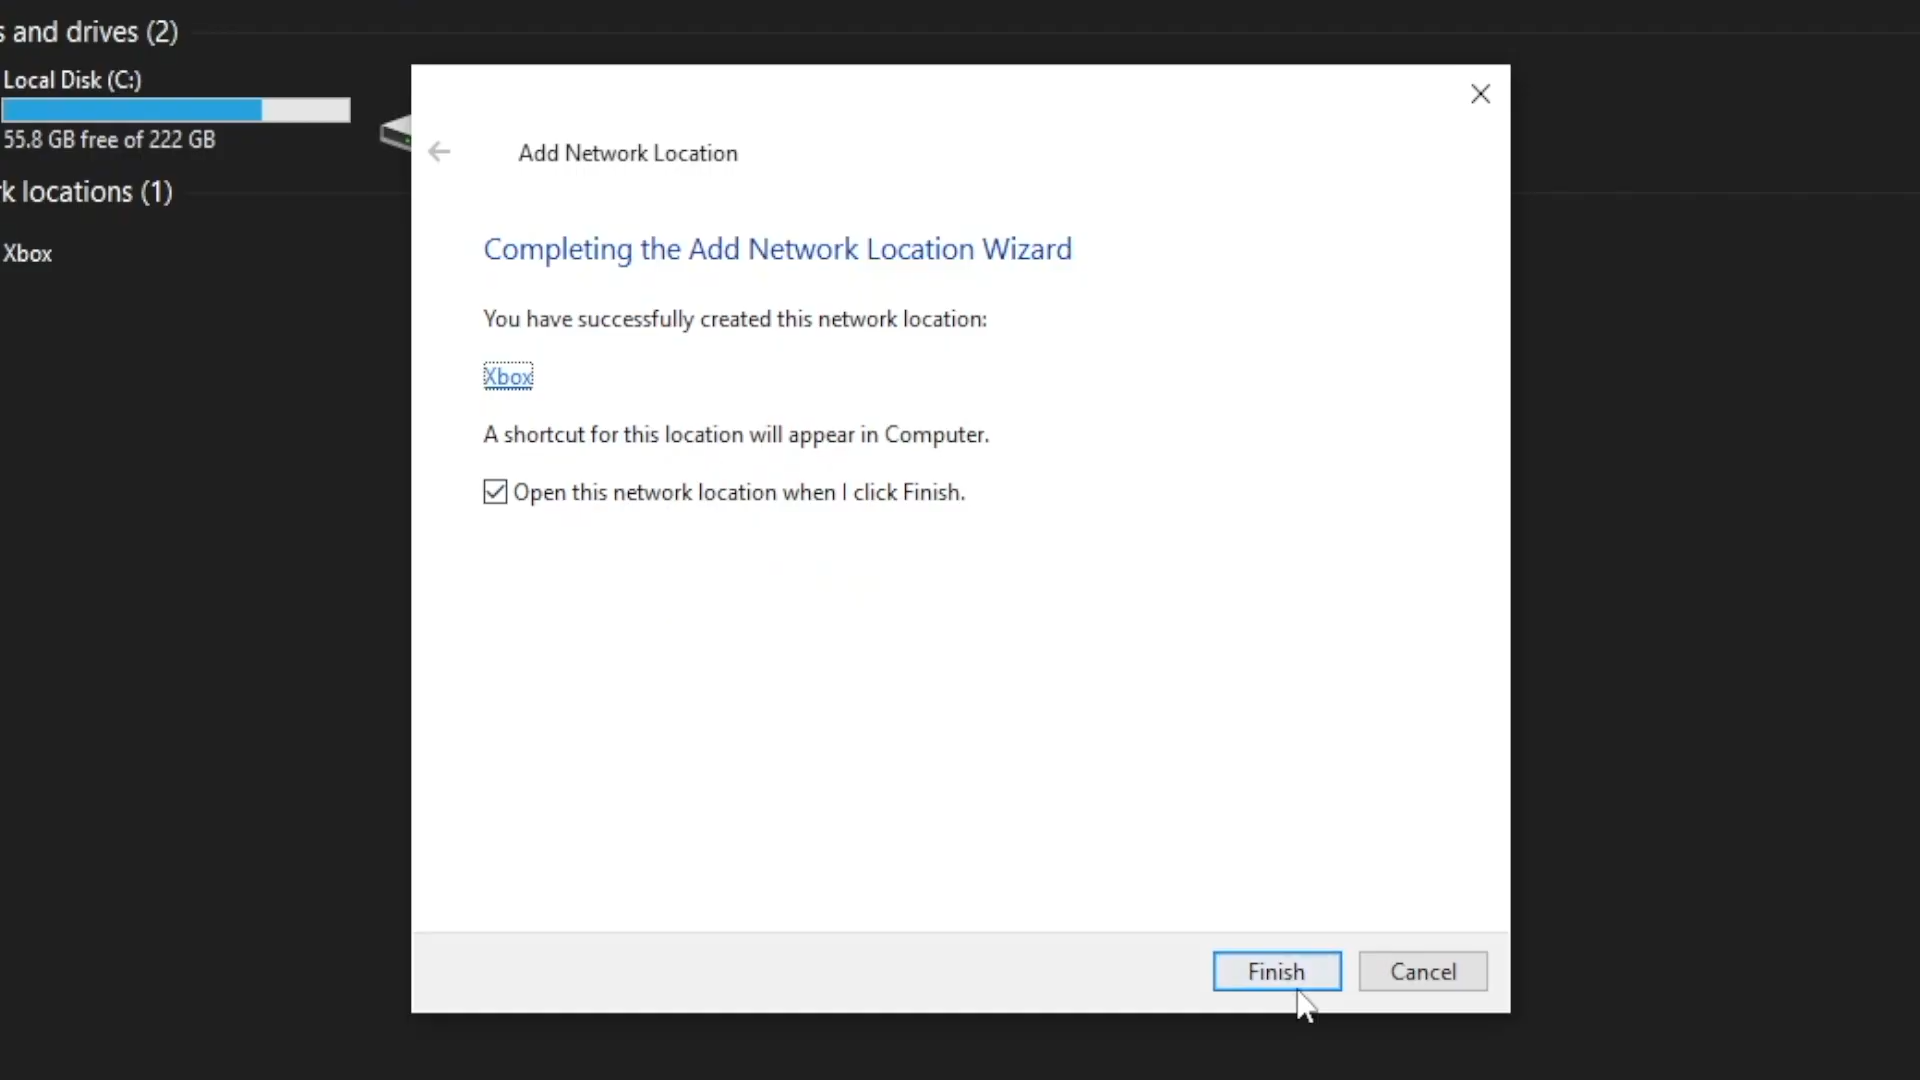 s and drives (2)
Local Disk (C:)
55.8 GB free of 222 GB
k locations (1)
Xbox
Add Network Location
Completing the Add Network Location Wizard
You have successfully created this network location:
Xbox
A shortcut for this location will appear in Computer.
Open this network location when I click Finish.
Finish
Cancel